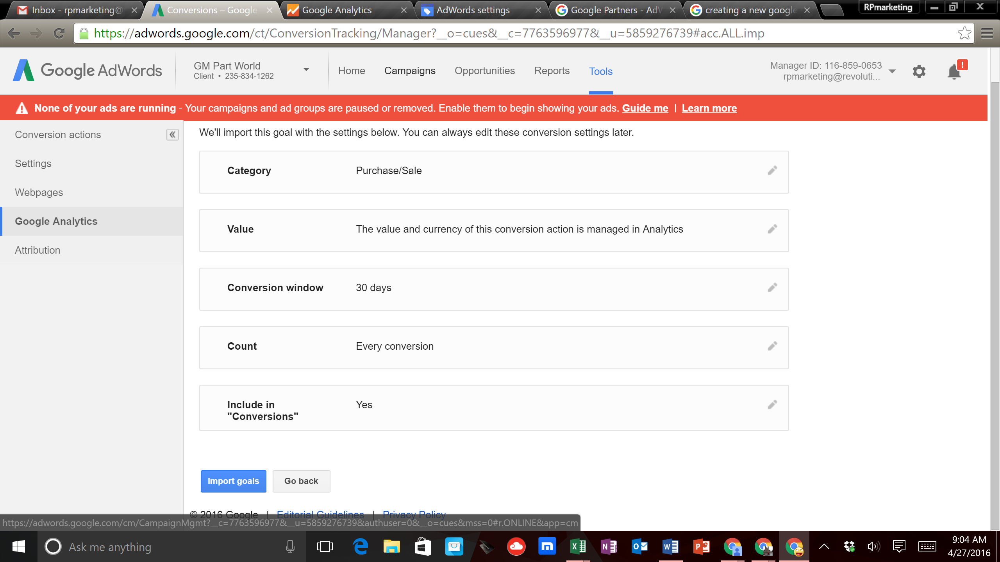 Inbox - rpmarketing@
Conversions – Google
Google Analytics
AdWords settings
Google Partners - AdW
creating a new google
RPmarketing
https://adwords.google.com/ct/ConversionTracking/Manager?__o=cues&__c=7763596977&__u=5859276739#acc.ALL.imp
Google AdWords
GM Part World
Client • 235-834-1262
Home
Campaigns
Opportunities
Reports
Tools
Manager ID: 116-859-0653
rpmarketing@revoluti...
!
None of your ads are running - Your campaigns and ad groups are paused or removed. Enable them to begin showing your ads. Guide me | Learn more
Conversion actions
Settings
Webpages
Google Analytics
Attribution
We'll import this goal with the settings below. You can always edit these conversion settings later.
Category Purchase/Sale
Value The value and currency of this conversion action is managed in Analytics
Conversion window 30 days
Count Every conversion
Include in Yes
"Conversions"
Import goals Go back
© 2016 Google | Editorial Guidelines | Privacy Policy
https://adwords.google.com/cm/CampaignMgmt?__c=7763596977&__u=5859276739&authuser=0&__o=cues&mss=0#r.ONLINE&app=cm
Ask me anything
9:04 AM
4/27/2016